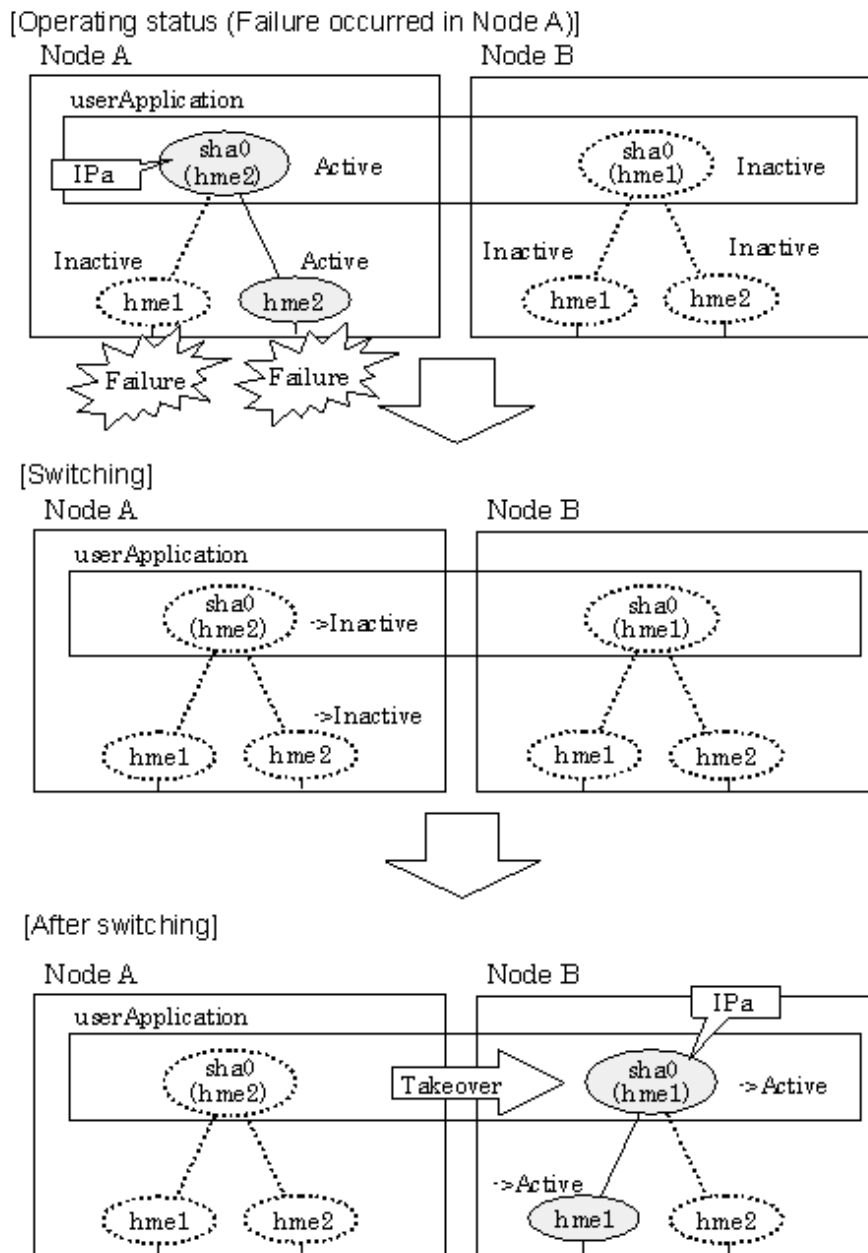 [Operating status (Failure occurred in Node A)]
Node A
Node B
userApplication
sha0
(hme2)
Active
IPa
sha0
(hme1)
Inactive
Inactive
Active
Inactive
Inactive
hme1
hme2
hme1
hme2
Failure
Failure
[Switching]
Node A
Node B
userApplication
sha0
(hme2)
->Inactive
sha0
(hme1)
->Inactive
hme1
hme2
hme1
hme2
[After switching]
Node A
Node B
IPa
userApplication
sha0
(hme2)
Takeover
sha0
(hme1)
->Active
->Active
hme1
hme2
hme1
hme2